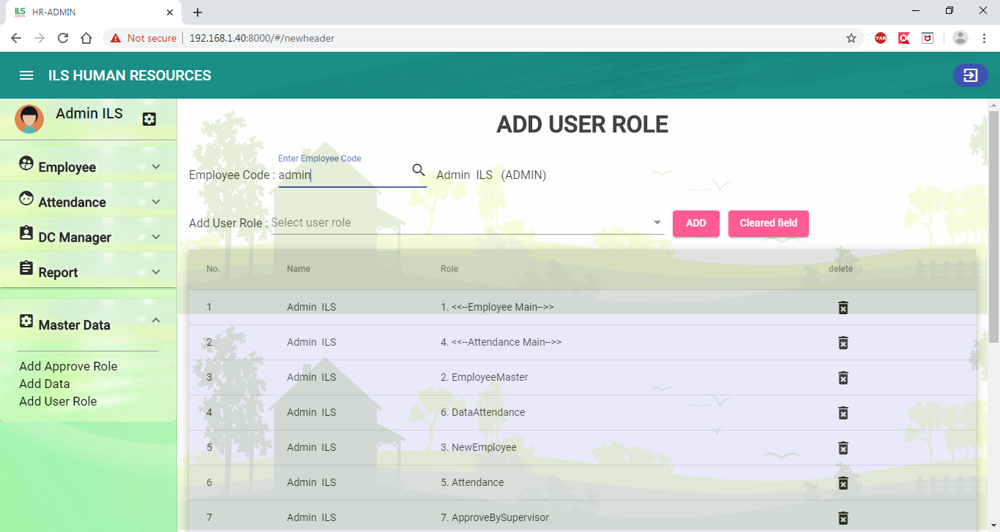 ILS HR-ADMIN
Not secure 192.168.1.40:8000/#/newheader YAB
ILS HUMAN RESOURCES
Admin ILS
Employee
Attendance
DC Manager
Report
Master Data
Add Approve Role
Add Data
Add User Role
ADD USER ROLE
Enter Employee Code
Employee Code : admin Admin ILS (ADMIN)
Add User Role : Select user role ADD Cleared field
No. Name Role delete
1 Admin ILS 1. <<--Employee Main-->>
2 Admin ILS 4. <<--Attendance Main-->>
3 Admin ILS 2. EmployeeMaster
4 Admin ILS 6. DataAttendance
5 Admin ILS 3. NewEmployee
6 Admin ILS 5. Attendance
7 Admin ILS 7. ApproveBySupervisor